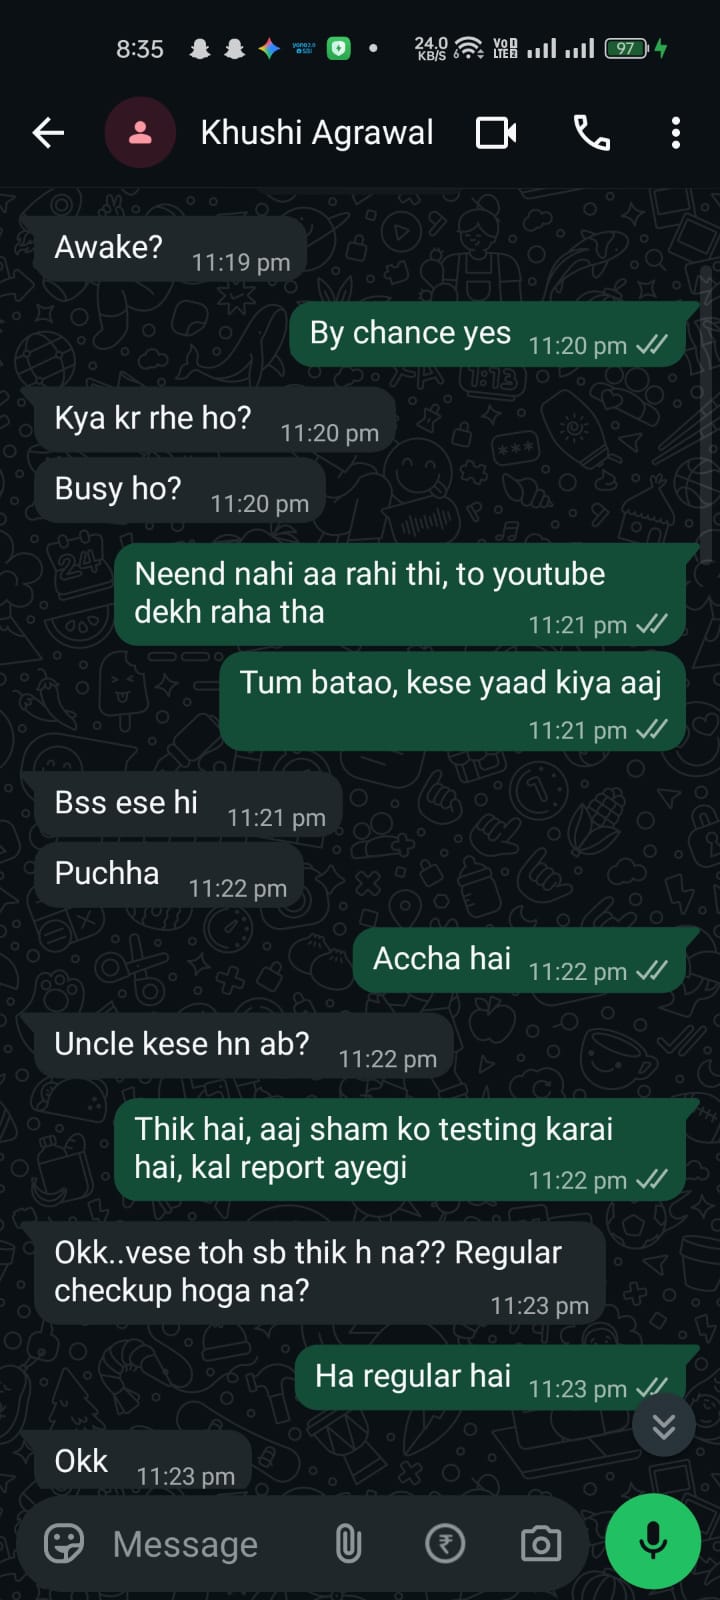 8:35
24.0
KB/S
6
VoD
LTE2
97
Khushi Agrawal
Awake? 11:19 pm
By chance yes 11:20 pm
Kya kr rhe ho? 11:20 pm
Busy ho? 11:20 pm
Neend nahi aa rahi thi, to youtube
dekh raha tha 11:21 pm
Tum batao, kese yaad kiya aaj
11:21 pm
Bss ese hi 11:21 pm
Puchha 11:22 pm
Accha hai 11:22 pm
Uncle kese hn ab? 11:22 pm
Thik hai, aaj sham ko testing karai
hai, kal report ayegi 11:22 pm
Okk..vese toh sb thik h na?? Regular
checkup hoga na? 11:23 pm
Ha regular hai 11:23 pm
Okk 11:23 pm
Message